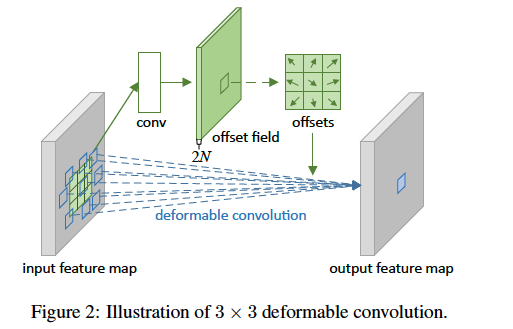 conv
offset field
offsets
2N
deformable convolution
input feature map
output feature map
Figure 2: Illustration of 3 × 3 deformable convolution.